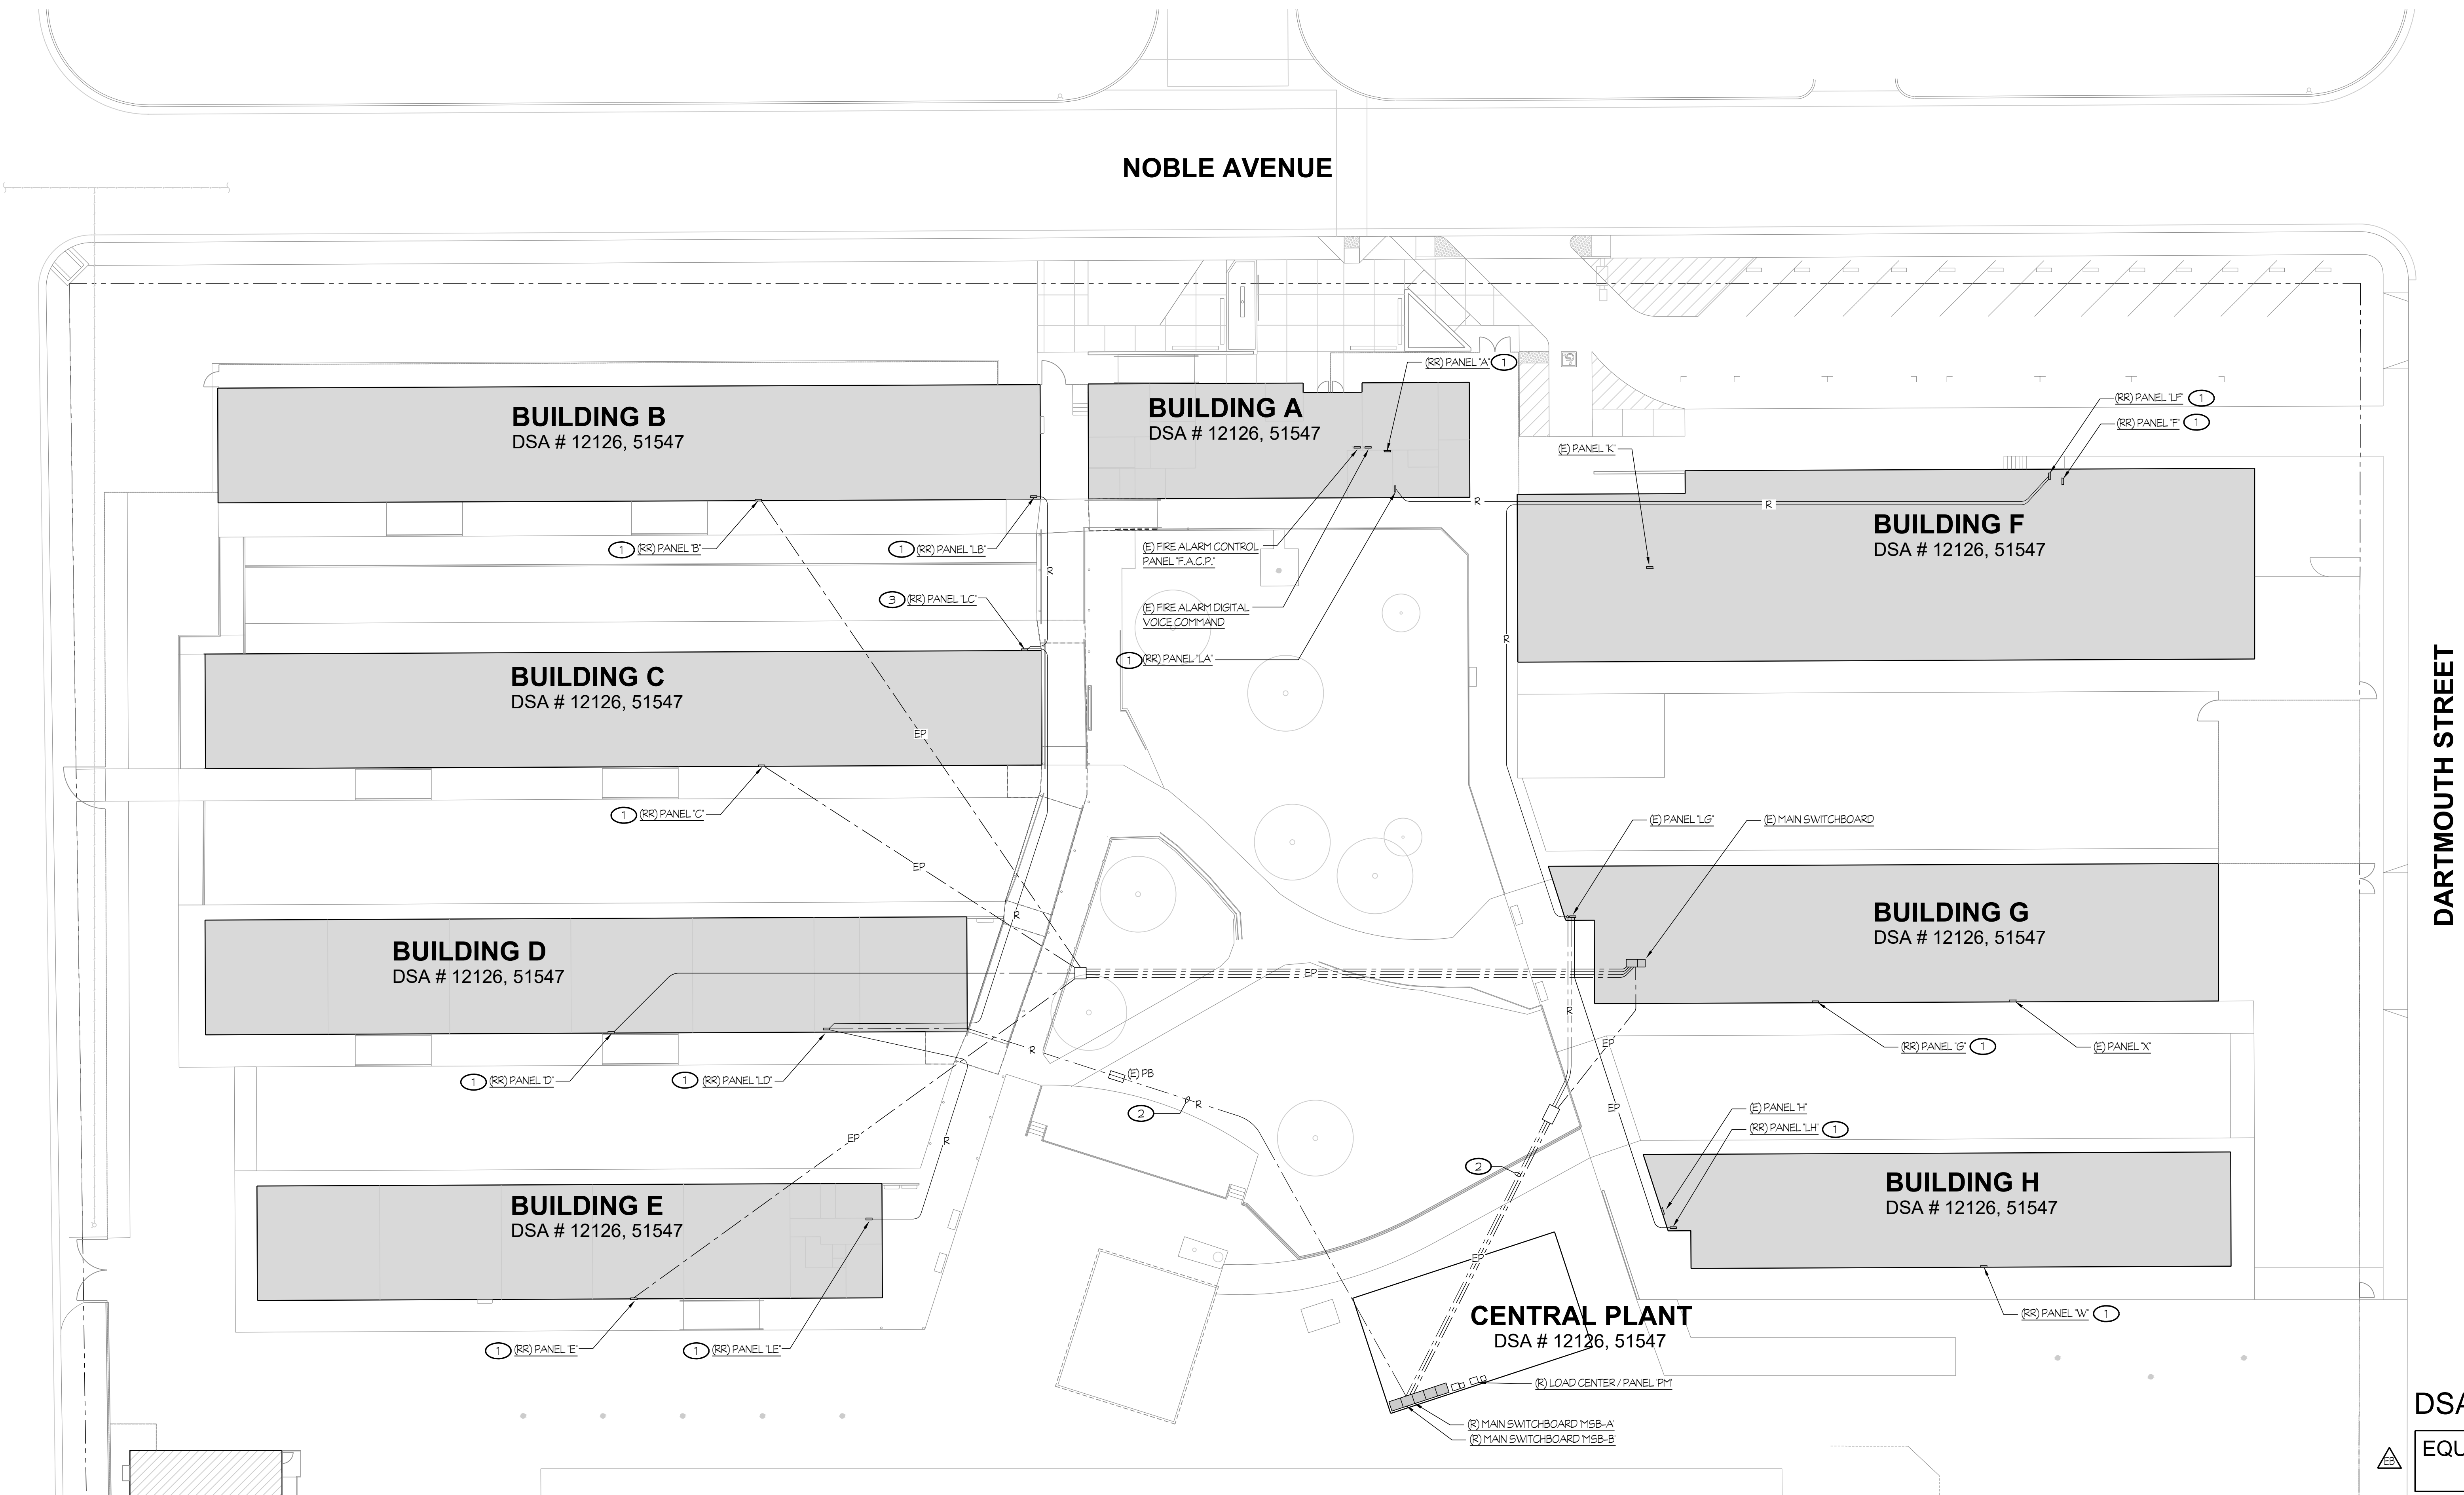 NOBLE AVENUE
BUILDING B
DSA # 12126, 51547
BUILDING A
DSA # 12126, 51547
(RR) PANEL "A" 1
(RR) PANEL "LF" 1
(RR) PANEL "F" 1
(E) PANEL "K"
BUILDING F
DSA # 12126, 51547
R
R
1 (RR) PANEL "B"
1 (RR) PANEL "LB"
(E) FIRE ALARM CONTROL
PANEL "F.A.C.P."
R
3 (RR) PANEL "LC"
(E) FIRE ALARM DIGITAL
VOICE COMMAND
R
1 (RR) PANEL "LA"
BUILDING C
DSA # 12126, 51547
EP
DARTMOUTH STREET
1 (RR) PANEL "C"
(E) PANEL "LG"
(E) MAIN SWITCHBOARD
EP
BUILDING G
DSA # 12126, 51547
R
BUILDING D
DSA # 12126, 51547
EP
R
EP
R
(RR) PANEL "G" 1
(E) PANEL "X"
1 (RR) PANEL "D"
1 (RR) PANEL "LD"
(E) PB
2
R
EP
(E) PANEL "H"
(RR) PANEL "LH" 1
EP
R
2
BUILDING H
DSA # 12126, 51547
BUILDING E
DSA # 12126, 51547
EP
CENTRAL PLANT
DSA # 12126, 51547
(RR) PANEL "W" 1
1 (RR) PANEL "E"
1 (RR) PANEL "LE"
(R) LOAD CENTER / PANEL 'PM'
(R) MAIN SWITCHBOARD 'MSB-A'
(R) MAIN SWITCHBOARD 'MSB-B'
DSA
EQU
EB